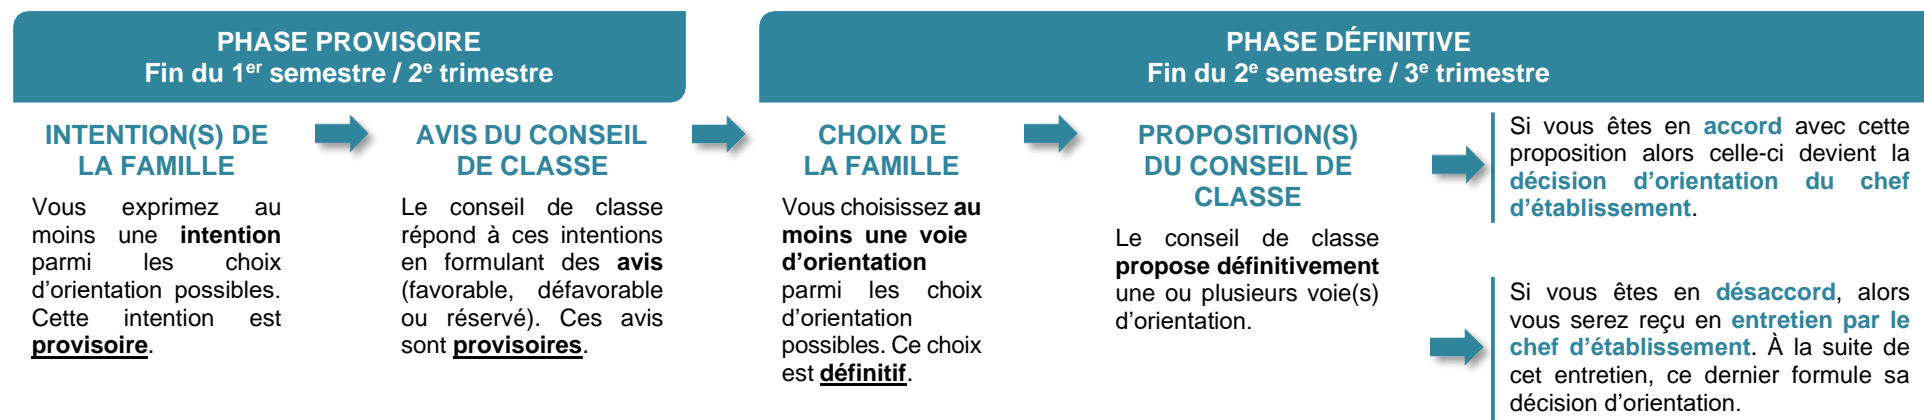 PHASE PROVISOIRE
Fin du 1er semestre / 2e trimestre
PHASE DÉFINITIVE
Fin du 2e semestre / 3e trimestre
INTENTION(S) DE
LA FAMILLE
Vous exprimez au
moins une intention
parmi les choix
d’orientation possibles.
Cette intention est
provisoire.
AVIS DU CONSEIL
DE CLASSE
Le conseil de classe
répond à ces intentions
en formulant des avis
(favorable, défavorable
ou réservé). Ces avis
sont provisoires.
CHOIX DE
LA FAMILLE
Vous choisissez au
moins une voie
d’orientation
parmi les choix
d’orientation
possibles. Ce choix
est définitif.
PROPOSITION(S)
DU CONSEIL DE
CLASSE
Le conseil de classe
propose définitivement
une ou plusieurs voie(s)
d’orientation.
Si vous êtes en accord avec cette
proposition alors celle-ci devient la
décision d’orientation du chef
d’établissement.
Si vous êtes en désaccord, alors
vous serez reçu en entretien par le
chef d’établissement. À la suite de
cet entretien, ce dernier formule sa
décision d’orientation.